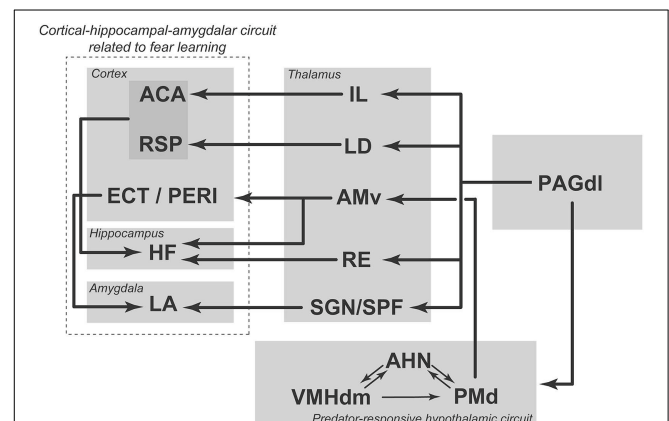 Cortical-hippocampal-amygdalar circuit
related to fear learning
Cortex
Thalamus
ACA
IL
RSP
LD
PAGdl
ECT / PERI
AMv
Hippocampus
HF
RE
Amygdala
LA
SGN/SPF
AHN
VMHdm
PMd
Predator-responsive hypothalamic circuit